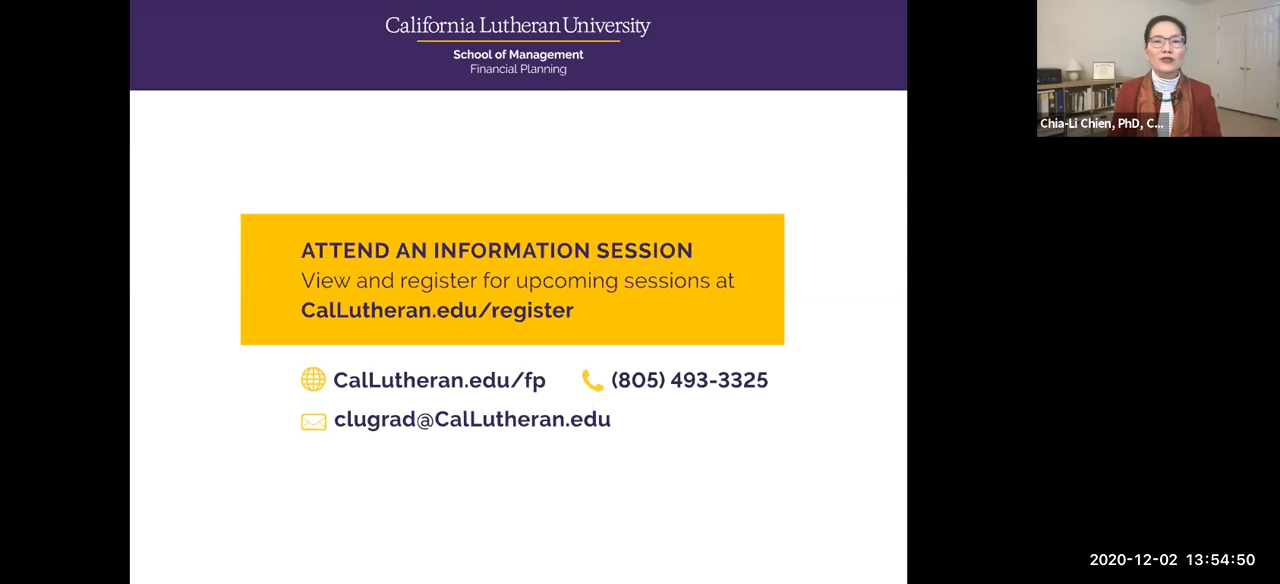 California Lutheran University
School of Management
Financial Planning
ATTEND AN INFORMATION SESSION
View and register for upcoming sessions at
CalLutheran.edu/register
CalLutheran.edu/fp
(805) 493-3325
clugrad@CalLutheran.edu
Chia-Li Chien, PhD, C...
2020-12-02 13:54:50